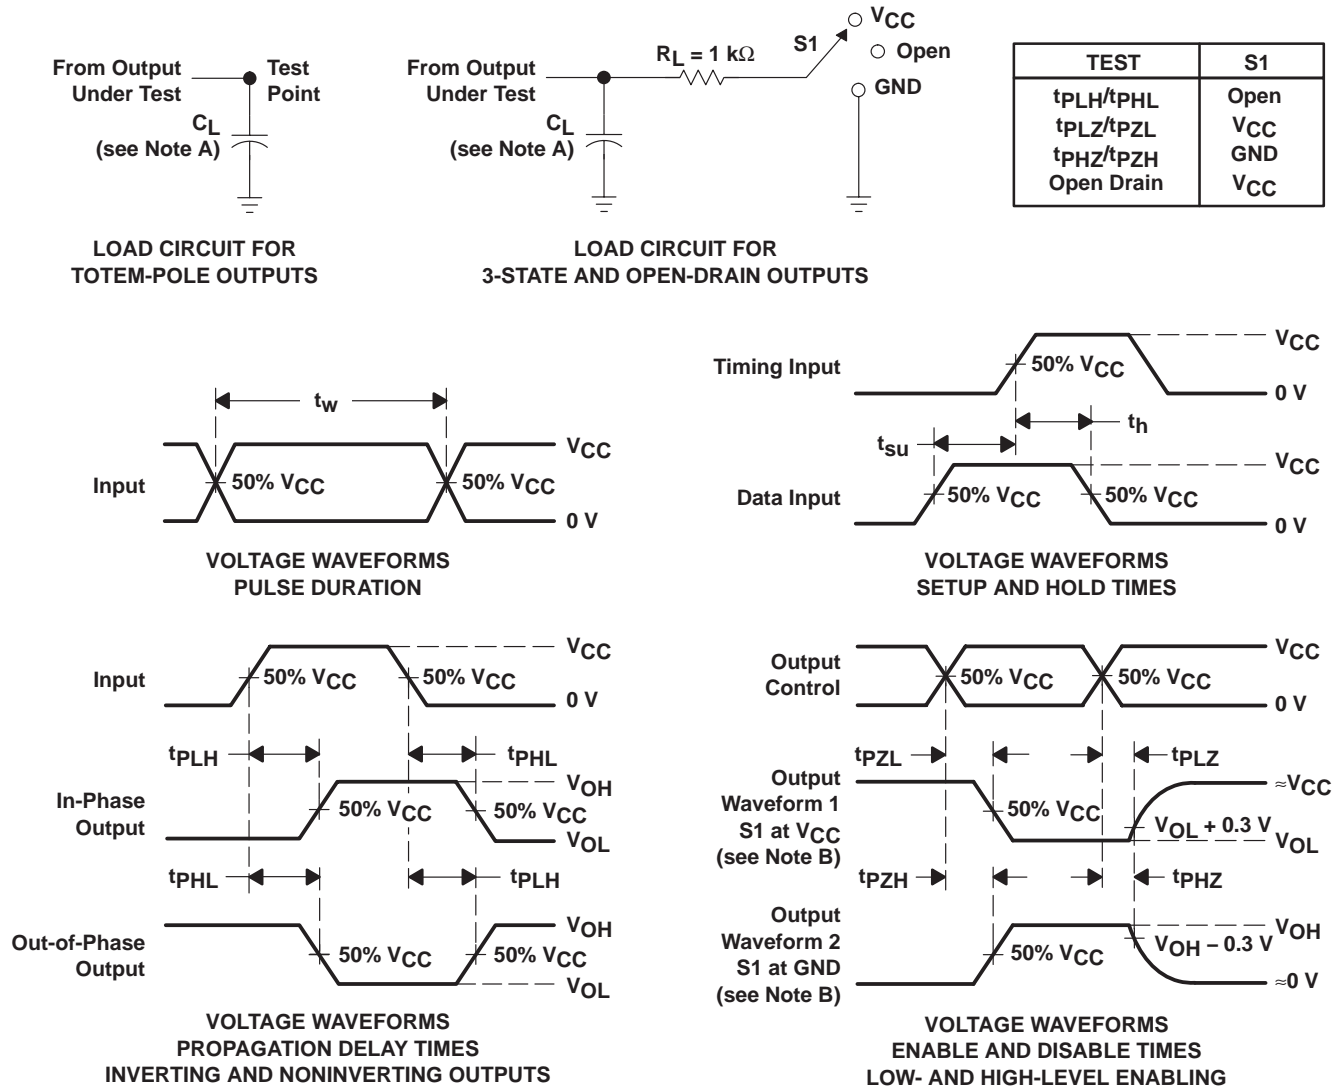 From Output
Under Test
Test
Point
CL
(see Note A)
LOAD CIRCUIT FOR
TOTEM-POLE OUTPUTS
From Output
Under Test
CL
(see Note A)
RL = 1 kΩ
S1
VCC
Open
GND
LOAD CIRCUIT FOR
3-STATE AND OPEN-DRAIN OUTPUTS
TEST S1
tPLH/tPHL Open
tPLZ/tPZL VCC
tPHZ/tPZH GND
Open Drain VCC
tw
Input
50% VCC
50% VCC
VCC
0 V
VOLTAGE WAVEFORMS
PULSE DURATION
Timing Input
50% VCC
VCC
0 V
tsu
th
Data Input
50% VCC
50% VCC
VCC
0 V
VOLTAGE WAVEFORMS
SETUP AND HOLD TIMES
Input
50% VCC
50% VCC
VCC
0 V
tPLH
tPHL
In-Phase
Output
50% VCC
50% VCC
VOH
VOL
tPHL
tPLH
Out-of-Phase
Output
50% VCC
50% VCC
VOH
VOL
VOLTAGE WAVEFORMS
PROPAGATION DELAY TIMES
INVERTING AND NONINVERTING OUTPUTS
Output
Control
50% VCC
50% VCC
VCC
0 V
tPZL
tPLZ
Output
Waveform 1
S1 at VCC
(see Note B)
50% VCC
VOL + 0.3 V
≈VCC
VOL
tPZH
tPHZ
Output
Waveform 2
S1 at GND
(see Note B)
50% VCC
VOH − 0.3 V
VOH
≈0 V
VOLTAGE WAVEFORMS
ENABLE AND DISABLE TIMES
LOW- AND HIGH-LEVEL ENABLING